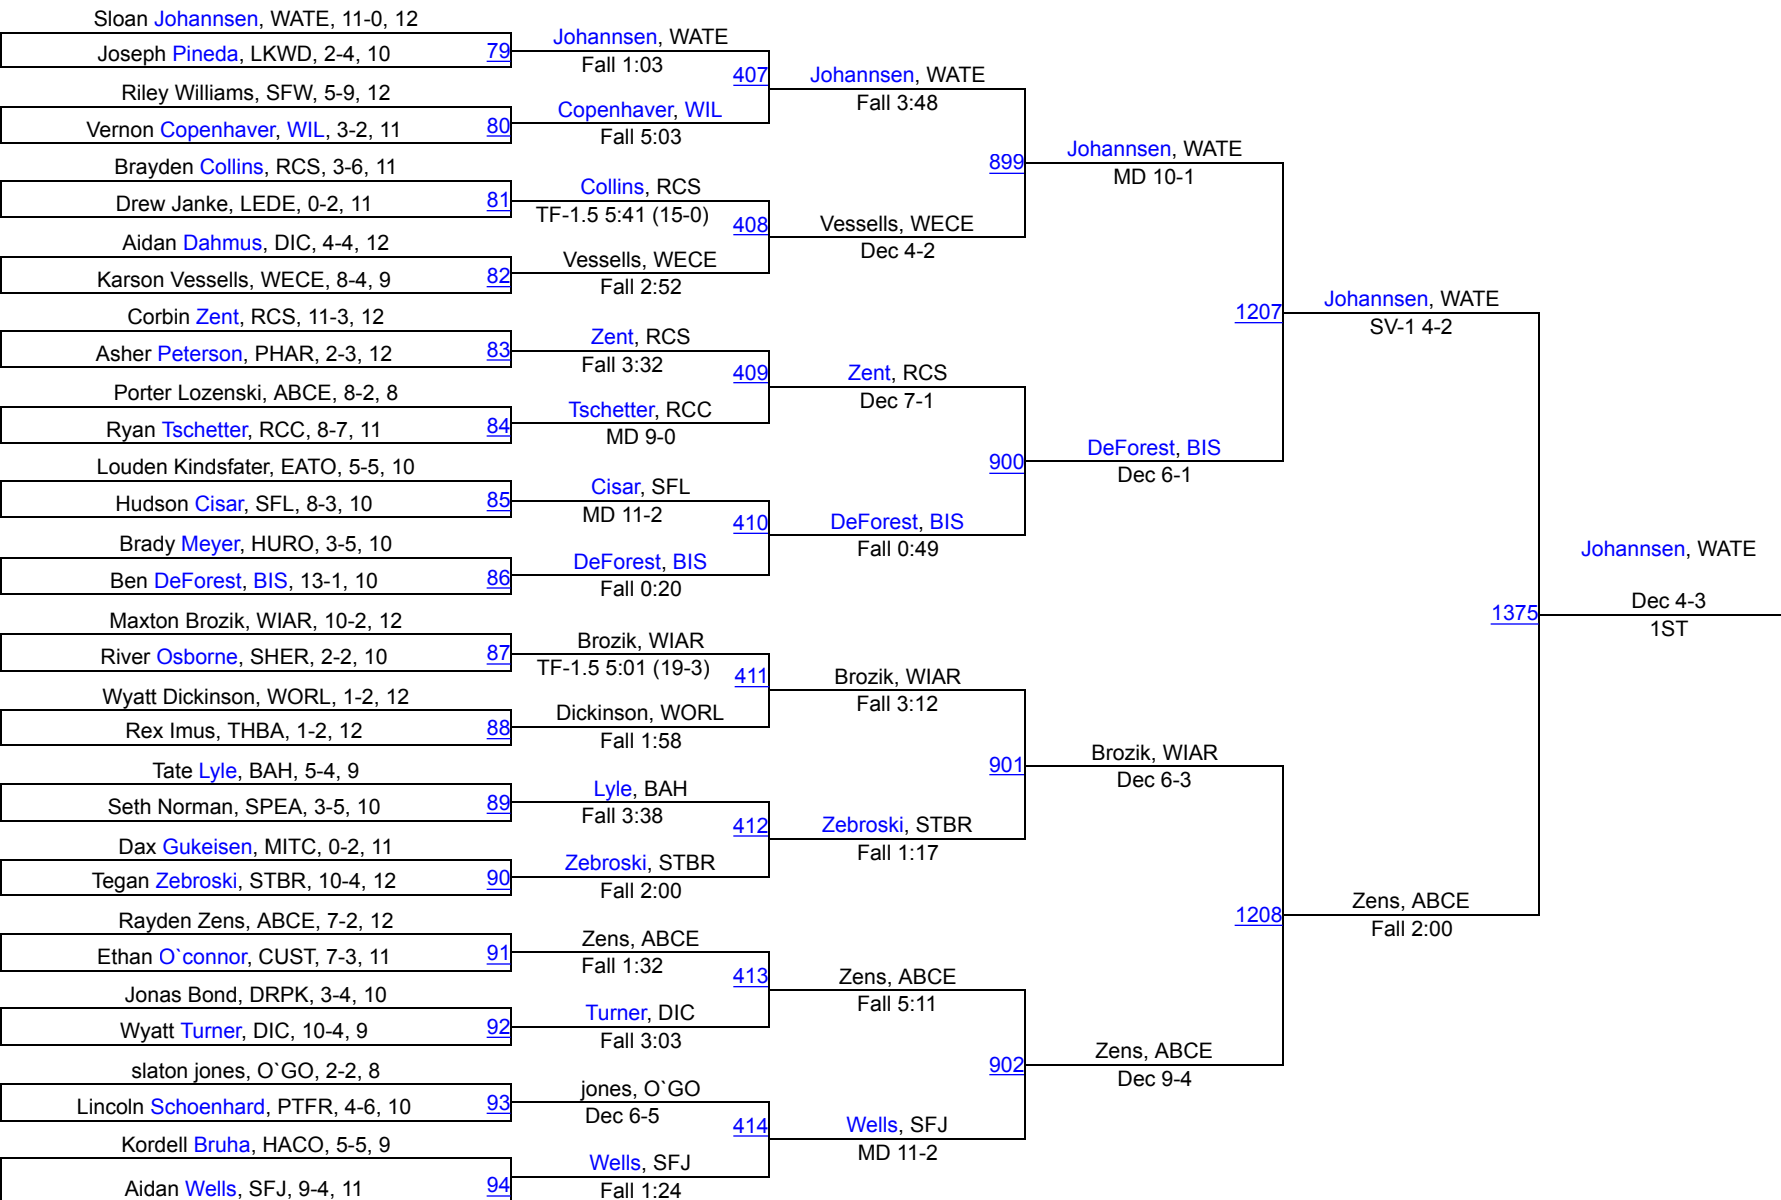 Sloan Johannsen, WATE, 11-0, 12
Joseph Pineda, LKWD, 2-4, 10
79
Riley Williams, SFW, 5-9, 12
Vernon Copenhaver, WIL, 3-2, 11
80
Brayden Collins, RCS, 3-6, 11
Drew Janke, LEDE, 0-2, 11
81
Aidan Dahmus, DIC, 4-4, 12
Karson Vessells, WECE, 8-4, 9
82
Corbin Zent, RCS, 11-3, 12
Asher Peterson, PHAR, 2-3, 12
83
Porter Lozenski, ABCE, 8-2, 8
Ryan Tschetter, RCC, 8-7, 11
84
Louden Kindsfater, EATO, 5-5, 10
Hudson Cisar, SFL, 8-3, 10
85
Brady Meyer, HURO, 3-5, 10
Ben DeForest, BIS, 13-1, 10
86
Maxton Brozik, WIAR, 10-2, 12
River Osborne, SHER, 2-2, 10
87
Wyatt Dickinson, WORL, 1-2, 12
Rex Imus, THBA, 1-2, 12
88
Tate Lyle, BAH, 5-4, 9
Seth Norman, SPEA, 3-5, 10
89
Dax Gukeisen, MITC, 0-2, 11
Tegan Zebroski, STBR, 10-4, 12
90
Rayden Zens, ABCE, 7-2, 12
Ethan O`connor, CUST, 7-3, 11
91
Jonas Bond, DRPK, 3-4, 10
Wyatt Turner, DIC, 10-4, 9
92
slaton jones, O`GO, 2-2, 8
Lincoln Schoenhard, PTFR, 4-6, 10
93
Kordell Bruha, HACO, 5-5, 9
Aidan Wells, SFJ, 9-4, 11
94
Johannsen, WATE
Fall 1:03
407
Copenhaver, WIL
Fall 5:03
Collins, RCS
TF-1.5 5:41 (15-0)
408
Vessells, WECE
Fall 2:52
Zent, RCS
Fall 3:32
409
Tschetter, RCC
MD 9-0
Cisar, SFL
MD 11-2
410
DeForest, BIS
Fall 0:20
Brozik, WIAR
TF-1.5 5:01 (19-3)
411
Dickinson, WORL
Fall 1:58
Lyle, BAH
Fall 3:38
412
Zebroski, STBR
Fall 2:00
Zens, ABCE
Fall 1:32
413
Turner, DIC
Fall 3:03
jones, O`GO
Dec 6-5
414
Wells, SFJ
Fall 1:24
Johannsen, WATE
Fall 3:48
899
Vessells, WECE
Dec 4-2
Zent, RCS
Dec 7-1
900
DeForest, BIS
Fall 0:49
Brozik, WIAR
Fall 3:12
901
Zebroski, STBR
Fall 1:17
Zens, ABCE
Fall 5:11
902
Wells, SFJ
MD 11-2
Johannsen, WATE
MD 10-1
1207
DeForest, BIS
Dec 6-1
Brozik, WIAR
Dec 6-3
1208
Zens, ABCE
Dec 9-4
Johannsen, WATE
SV-1 4-2
1375
Zens, ABCE
Fall 2:00
Johannsen, WATE
Dec 4-3
1ST